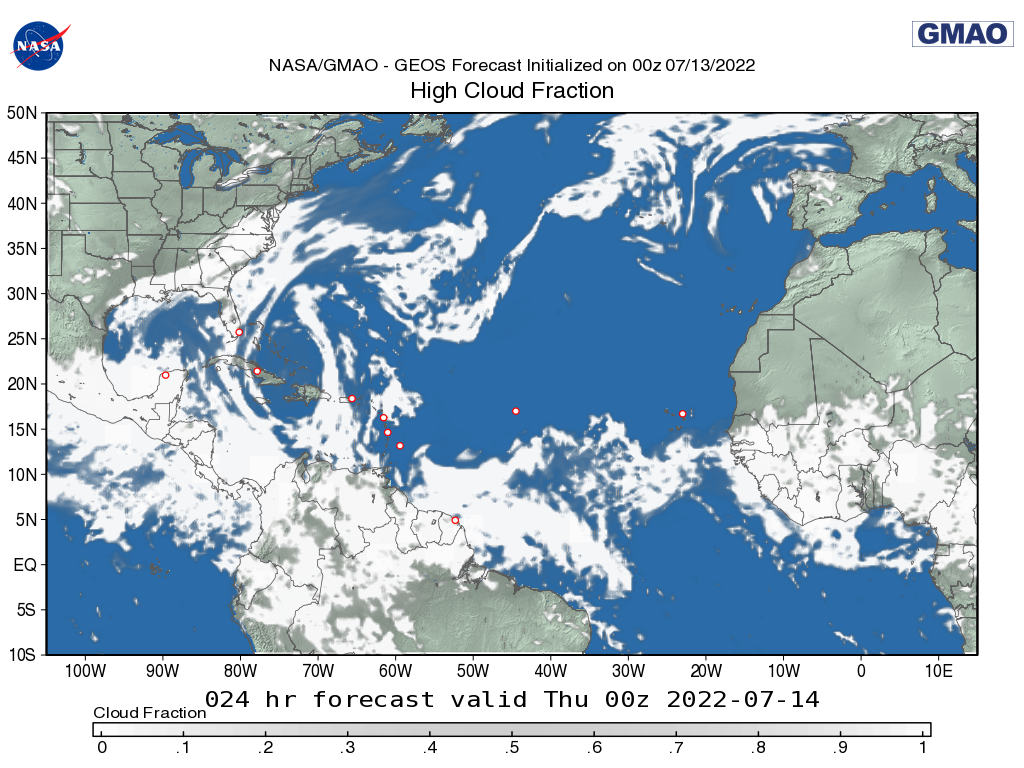 NASA
GMAO
NASA/GMAO - GEOS Forecast Initialized on 00z 07/13/2022
High Cloud Fraction
50N
45N
40N
35N
30N
25N
20N
15N
10N
5N
EQ
5S
10S
100W 90W 80W 70W 60W 50W 40W 30W 20W 10W 0 10E
024 hr forecast valid Thu 00z 2022-07-14
Cloud Fraction
0 .1 .2 .3 .4 .5 .6 .7 .8 .9 1